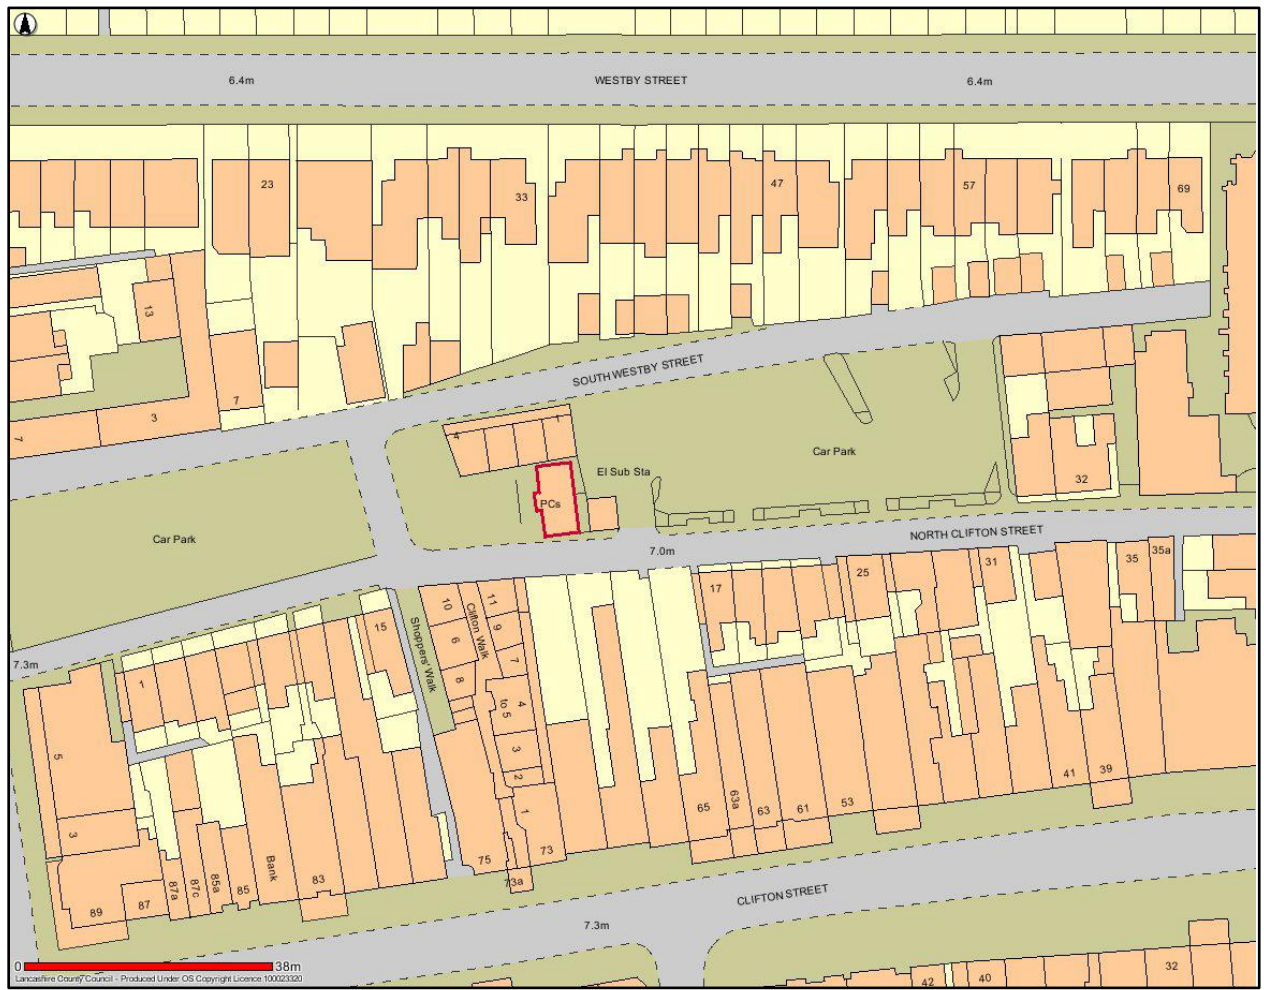 6.4m
WESTBY STREET
6.4m
23
33
47
57
69
13
3
7
7
SOUTH WESTBY STREET
4
1
El Sub Sta
Car Park
32
PCs
Car Park
7.0m
NORTH CLIFTON STREET
17
25
31
35
35a
7.3m
1
15
Shoppers' Walk
10
6
8
Clifton Walk
11
9
7
4
to 5
3
2
1
5
3
89
87
87a
87c
85a
85
Bank
83
75
73a
73
65
63a
63
61
53
41
39
CLIFTON STREET
7.3m
42
40
32
0
38m
Lancashire County Council - Produced Under OS Copyright Licence 100023320